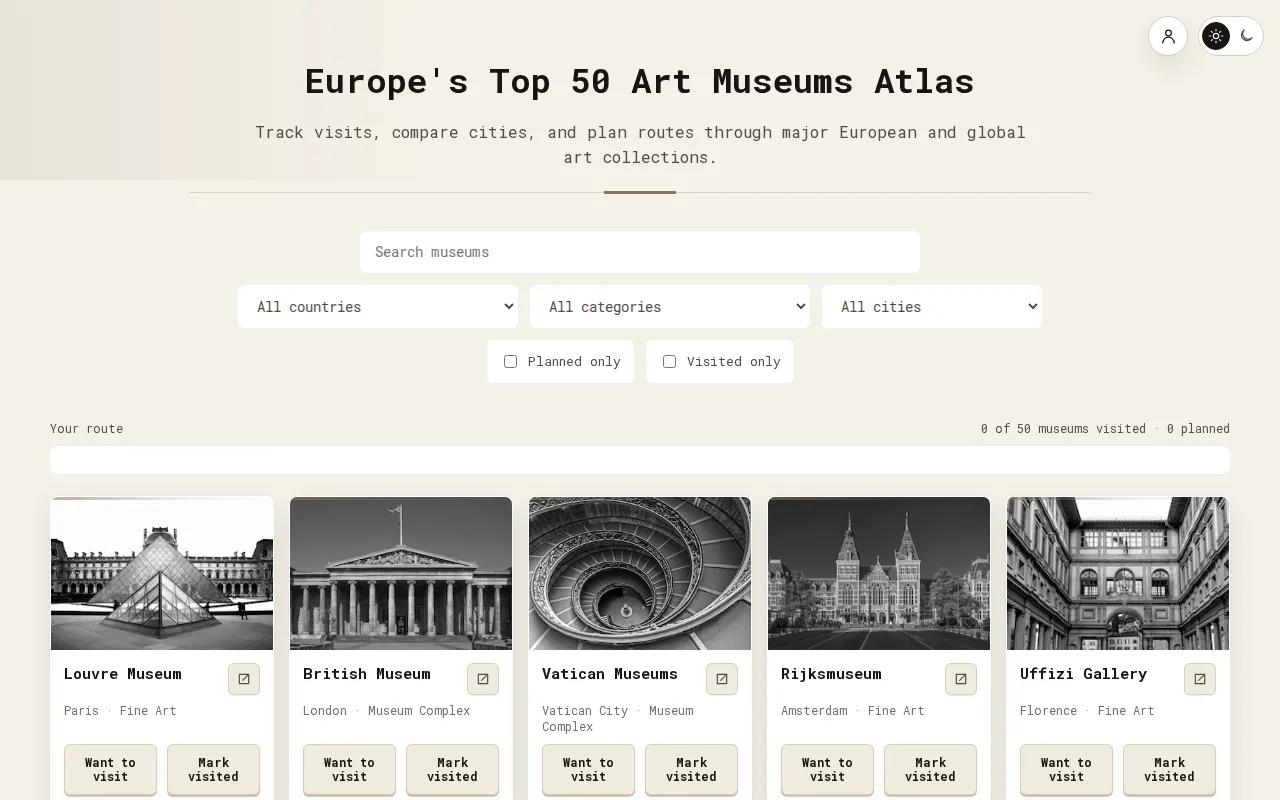 Europe's Top 50 Art Museums Atlas
Track visits, compare cities, and plan routes through major European and global
art collections.
Search museums
All countries
All categories
All cities
Planned only
Visited only
Your route
0 of 50 museums visited · 0 planned
Louvre Museum
Paris · Fine Art
Want to
visit
Mark
visited
British Museum
London · Museum Complex
Want to
visit
Mark
visited
Vatican Museums
Vatican City · Museum
Complex
Want to
visit
Mark
visited
Rijksmuseum
Amsterdam · Fine Art
Want to
visit
Mark
visited
Uffizi Gallery
Florence · Fine Art
Want to
visit
Mark
visited